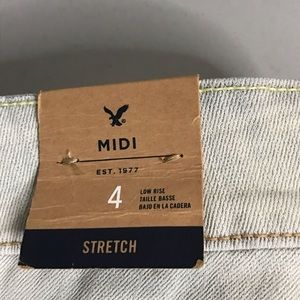 MIDI
EST. 1977
4
LOW RISE
TAILLE BASSE
BAJO EN LA CADERA
STRETCH